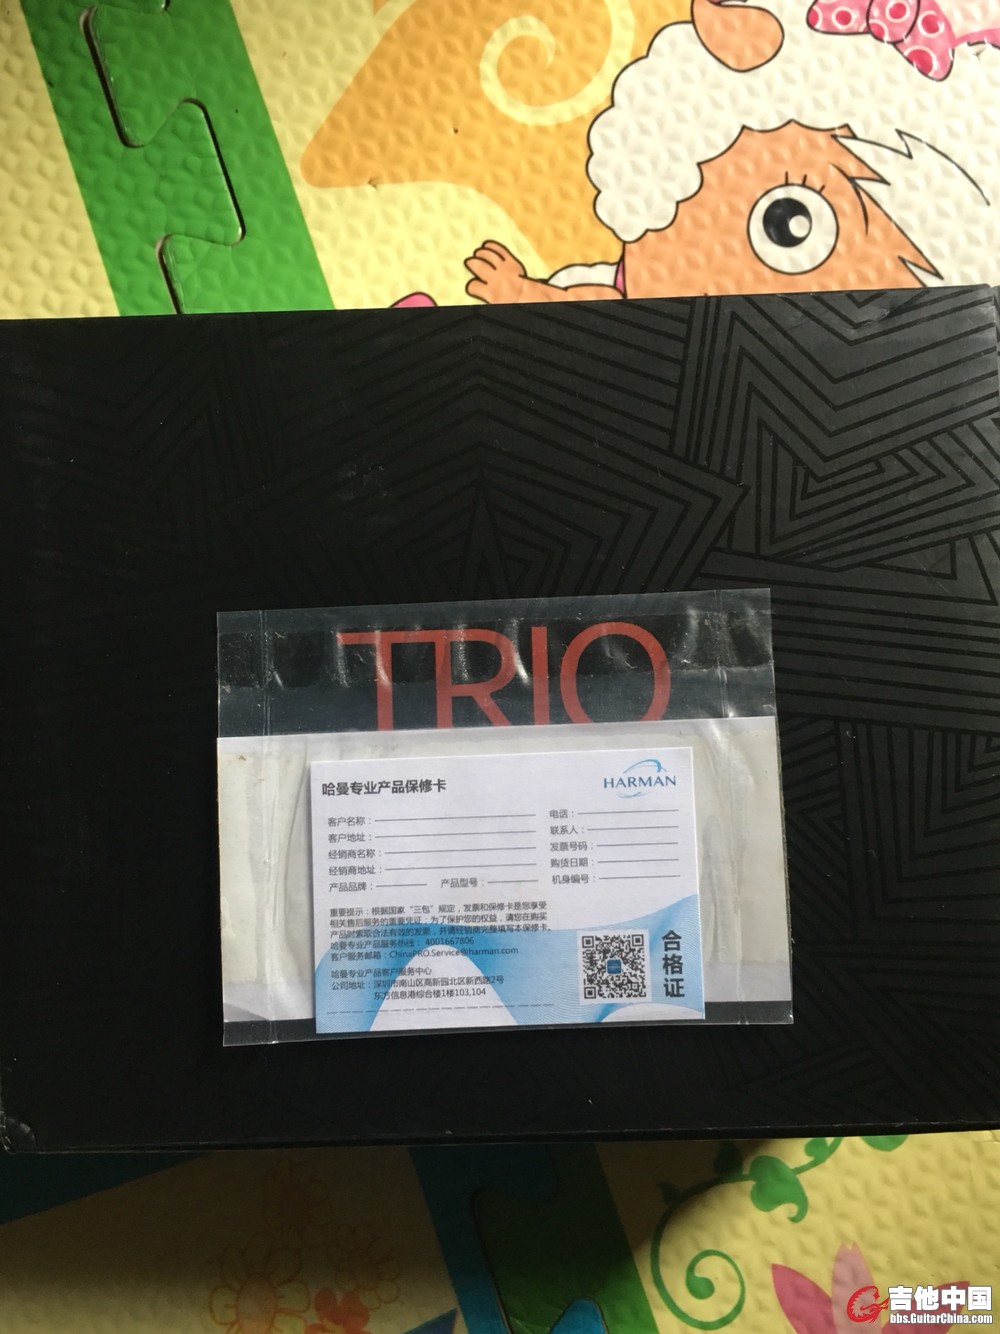 TRIO
哈曼专业产品保修卡
HARMAN
客户名称：
电话：
客户地址：
联系人：
经销商名称：
发票号码：
经销商地址：
购货日期：
产品品牌：
产品型号：
机身编号：
重要提示：根据国家“三包”规定，发票和保修卡是您享受
相关售后服务的重要凭证；为了保护您的权益，请您在购买
产品时索取合法有效的发票，并请经销商完整填写本保修卡。
哈曼专业产品服务热线：4001667806
客户服务邮箱：ChinaPRO.Service@harman.com
哈曼专业产品客户服务中心
公司地址：深圳市南山区高新园北区新西路2号
东方信息港综合楼1楼103,104
合格证
吉他中国
bbs.GuitarChina.com